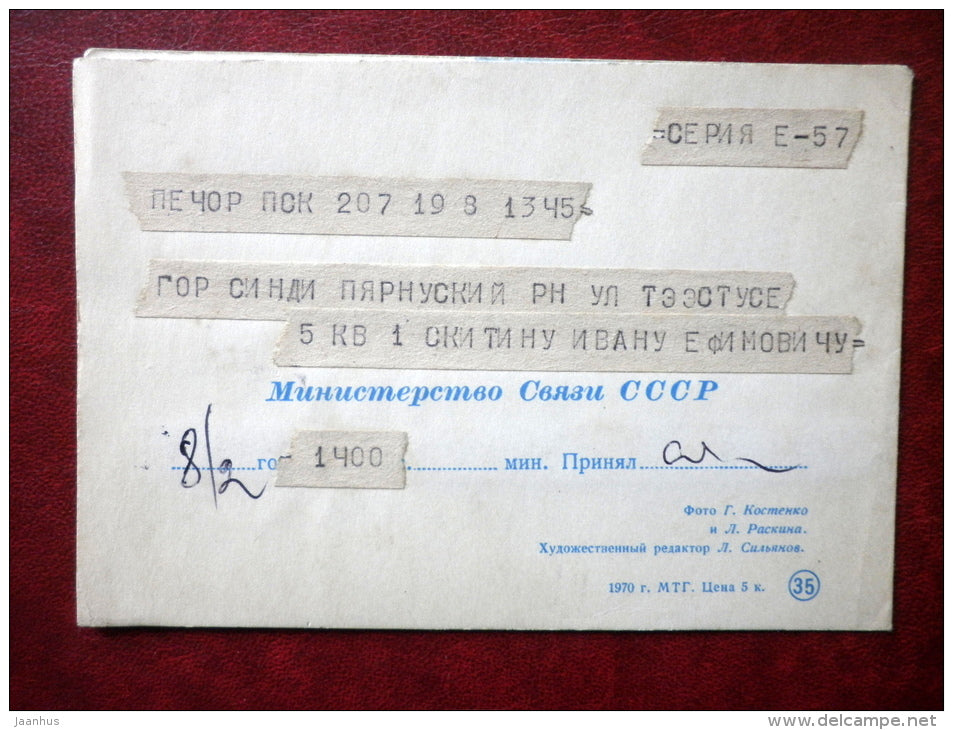 =СЕРИЯ Е-57
ПЕЧОР ПСК 207 19 8 1345=
ГОР СИНДИ ПЯРНУСКИЙ РН УЛ ТЭЭСТУСЕ
5 КВ 1 СКИТИНУ ИВАНУ ЕФИМОВИЧУ=
Министерство Связи СССР
8/2 го 1400 мин. Принял
Фото Г. Костенко
и Л. Раскина.
Художественный редактор Л. Сильянов.
1970 г. МТГ. Цена 5 к. 35
Jaanhus
www.delcampe.net